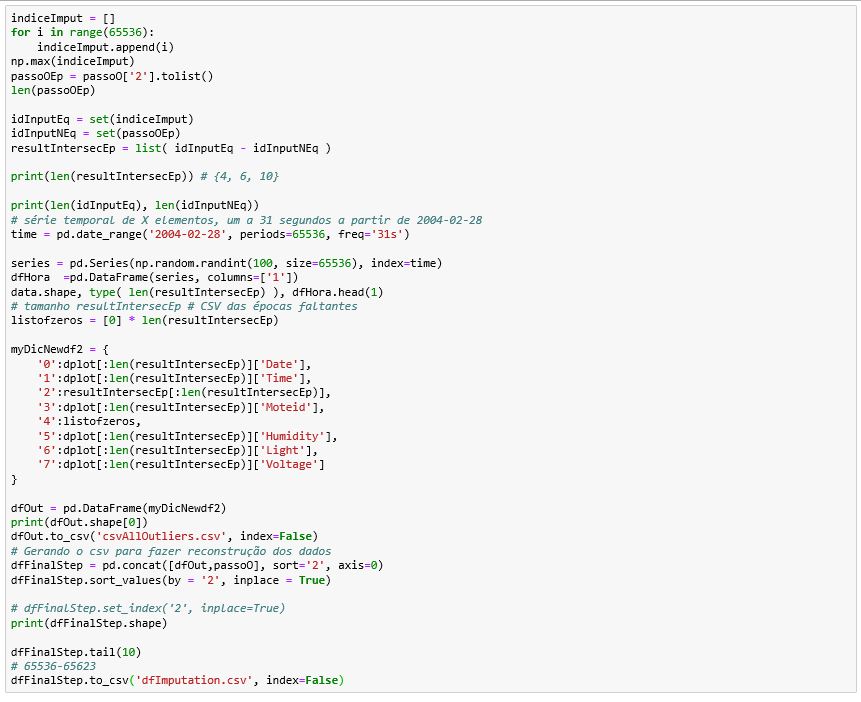 indiceImput = []
for i in range(65536):
    indiceImput.append(i)
np.max(indiceImput)
passoOEp = passoO['2'].tolist()
len(passoOEp)

idInputEq = set(indiceImput)
idInputNEq = set(passoOEp)
resultIntersecEp = list( idInputEq - idInputNEq )

print(len(resultIntersecEp)) # {4, 6, 10}

print(len(idInputEq), len(idInputNEq))
# série temporal de X elementos, um a 31 segundos a partir de 2004-02-28
time = pd.date_range('2004-02-28', periods=65536, freq='31s')

series = pd.Series(np.random.randint(100, size=65536), index=time)
dfHora  =pd.DataFrame(series, columns=['1'])
data.shape, type( len(resultIntersecEp) ), dfHora.head(1)
# tamanho resultIntersecEp # CSV das épocas faltantes
listofzeros = [0] * len(resultIntersecEp)

myDicNewdf2 = {
    '0':dplot[:len(resultIntersecEp)]['Date'],
    '1':dplot[:len(resultIntersecEp)]['Time'],
    '2':resultIntersecEp[:len(resultIntersecEp)],
    '3':dplot[:len(resultIntersecEp)]['Moteid'],
    '4':listofzeros,
    '5':dplot[:len(resultIntersecEp)]['Humidity'],
    '6':dplot[:len(resultIntersecEp)]['Light'],
    '7':dplot[:len(resultIntersecEp)]['Voltage']
}

dfOut = pd.DataFrame(myDicNewdf2)
print(dfOut.shape[0])
dfOut.to_csv('csvAllOutliers.csv', index=False)
# Gerando o csv para fazer reconstrução dos dados
dfFinalStep = pd.concat([dfOut,passoO], sort='2', axis=0)
dfFinalStep.sort_values(by = '2', inplace = True)

# dfFinalStep.set_index('2', inplace=True)
print(dfFinalStep.shape)

dfFinalStep.tail(10)
# 65536-65623
dfFinalStep.to_csv('dfImputation.csv', index=False)